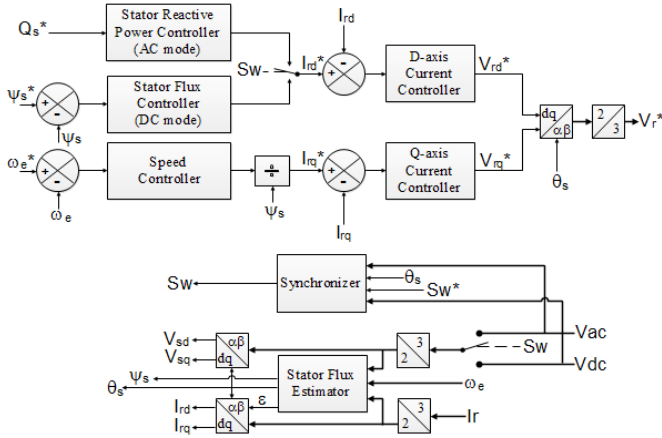 Qs*
Stator Reactive
Power Controller
(AC mode)
Ird
Sw
Ird*
+
-
D-axis
Current
Controller
Vrd*
ψs*
+
-
ψs
Stator Flux
Controller
(DC mode)
dq
αβ
2
3
Vr*
θs
ωe*
+
-
ωe
Speed
Controller
÷
ψs
Irq*
+
-
Irq
Q-axis
Current
Controller
Vrq*
Sw
Synchronizer
θs
Sw*
Vac
Sw
Vdc
Vsd
Vsq
αβ
dq
3
2
ψs
θs
Stator Flux
Estimator
ωe
Ird
Irq
αβ
dq
ε
3
2
Ir